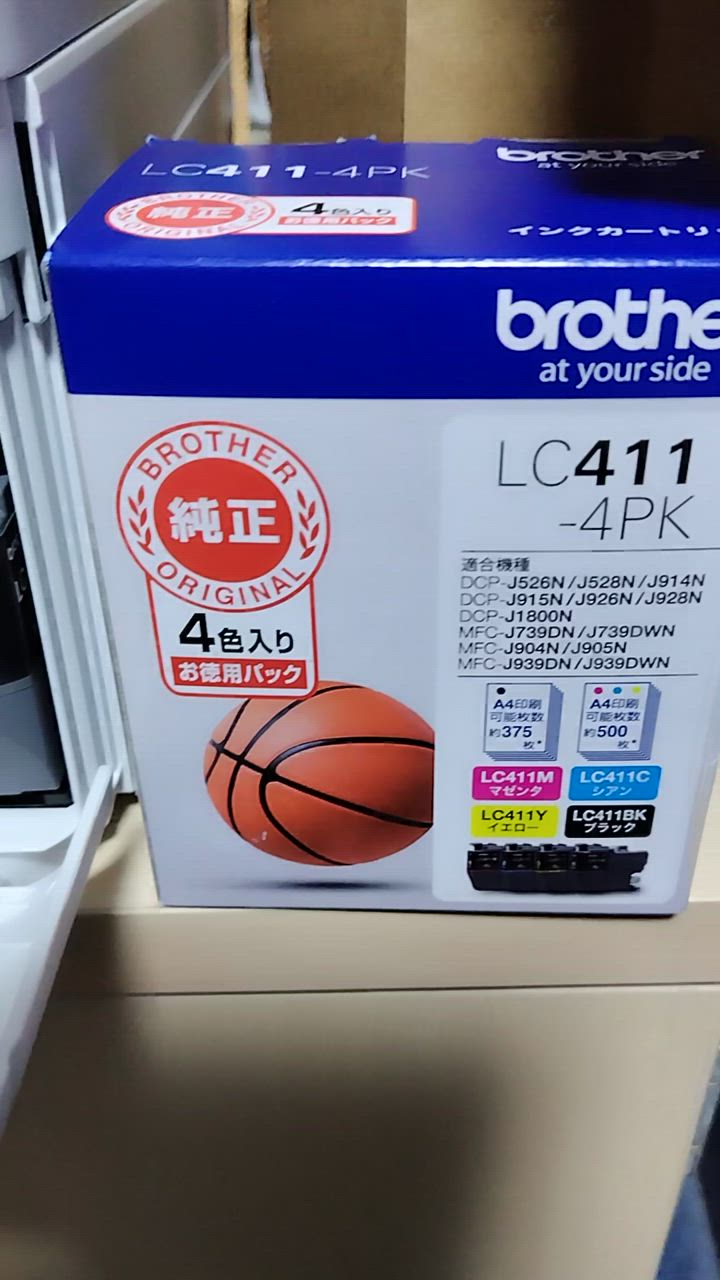 LC411-4PK
brother
at your side
BROTHER
純正
ORIGINAL
4色入り
お徳用パック
インクカートリ
brothe
at your side
BROTHER
純正
ORIGINAL
4色入り
お徳用パック
LC411
-4PK
適合機種
DCP-J526N/J528N/J914N
DCP-J915N/J926N/J928N
DCP-J1800N
MFC-J739DN/J739DWN
MFC-J904N/J905N
MFC-J939DN/J939DWN
A4印刷
可能枚数
約375
枚*
A4印刷
可能枚数
約500
枚*
LC411M
マゼンタ
LC411C
シアン
LC411Y
イエロー
LC411BK
ブラック